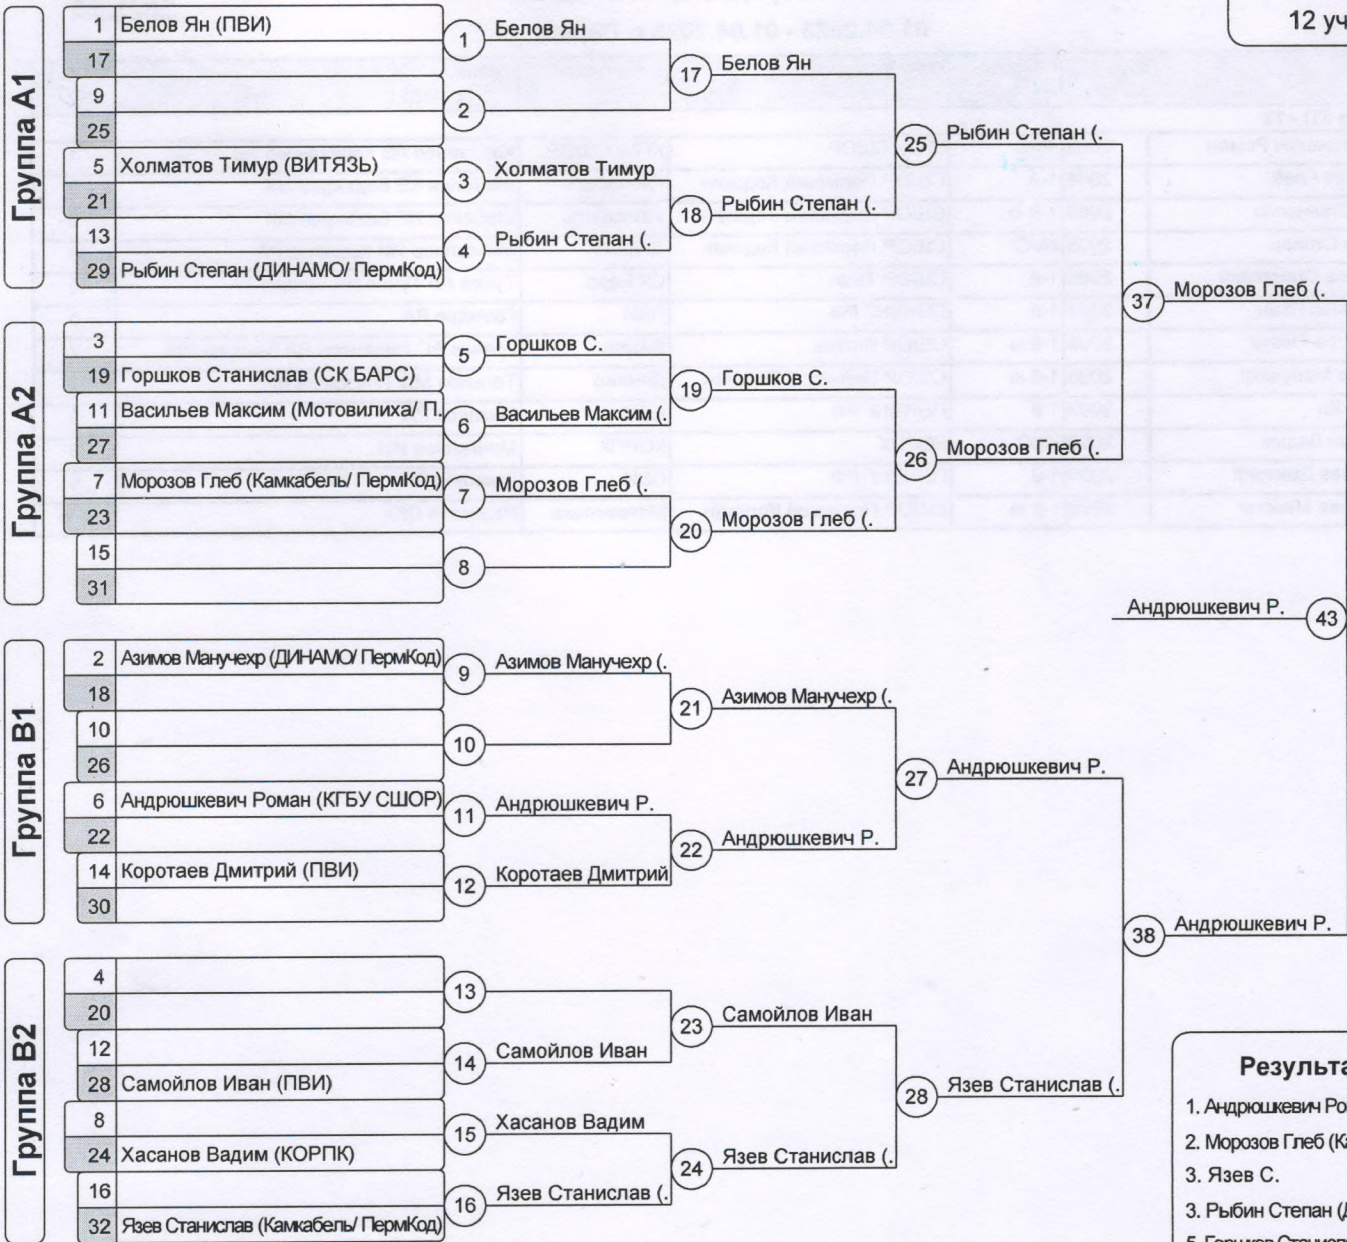 12 уч
Группа А1
1 Белов Ян (ПВИ)
17
9
25
5 Холматов Тимур (ВИТЯЗЬ)
21
13
29 Рыбин Степан (ДИНАМО/ ПермКод)
1 Белов Ян
2
3 Холматов Тимур
4 Рыбин Степан (.
17 Белов Ян
18 Рыбин Степан (.
25 Рыбин Степан (.
Группа А2
3
19 Горшков Станислав (СК БАРС)
11 Васильев Максим (Мотовилиха/ П.
27
7 Морозов Глеб (Камкабель/ ПермКод)
23
15
31
5 Горшков С.
6 Васильев Максим (.
7 Морозов Глеб (.
8
19 Горшков С.
20 Морозов Глеб (.
26 Морозов Глеб (.
37 Морозов Глеб (.
Андрюшкевич Р. 43
Группа В1
2 Азимов Манучехр (ДИНАМО/ ПермКод)
18
10
26
6 Андрюшкевич Роман (КГБУ СШОР)
22
14 Коротаев Дмитрий (ПВИ)
30
9 Азимов Манучехр (.
10
11 Андрюшкевич Р.
12 Коротаев Дмитрий
21 Азимов Манучехр (.
22 Андрюшкевич Р.
27 Андрюшкевич Р.
38 Андрюшкевич Р.
Группа В2
4
20
12
28 Самойлов Иван (ПВИ)
8
24 Хасанов Вадим (КОРПК)
16
32 Язев Станислав (Камкабель/ ПермКод)
13
14 Самойлов Иван
15 Хасанов Вадим
16 Язев Станислав (.
23 Самойлов Иван
24 Язев Станислав (.
28 Язев Станислав (.
Результа
1. Андрюшкевич Ро
2. Морозов Глеб (Ка
3. Язев С.
3. Рыбин Степан (Д